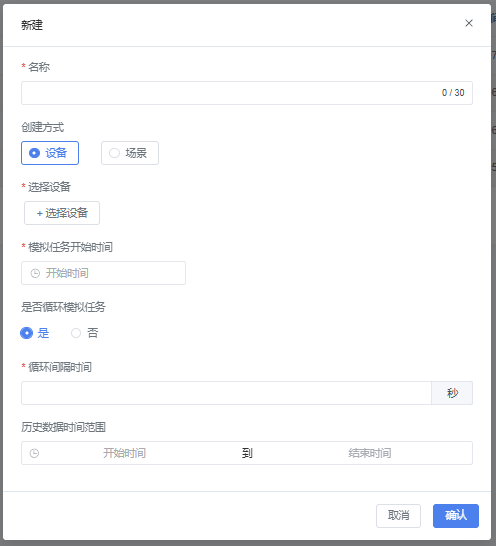 新建
* 名称
0 / 30
创建方式
设备 场景
* 选择设备
+ 选择设备
* 模拟任务开始时间
开始时间
是否循环模拟任务
是 否
* 循环间隔时间
秒
历史数据时间范围
开始时间 到 结束时间
取消 确认